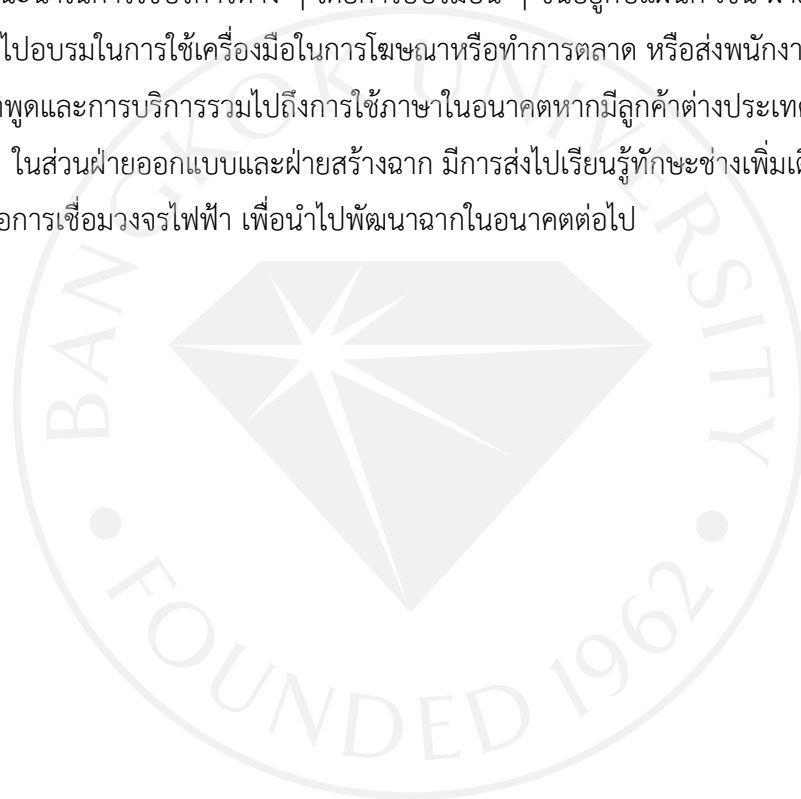 ไปอบรมในการใช้เครื่องมือในการโฆษณาหรือทำการตลาด หรือส่งพนักงา
พูดและการบริการรวมไปถึงการใช้ภาษาในอนาคตหากมีลูกค้าต่างประเท
ในส่วนฝ่ายออกแบบและฝ่ายสร้างฉาก มีการส่งไปเรียนรู้ทักษะช่างเพิ่มเ
อการเชื่อมวงจรไฟฟ้า เพื่อนำไปพัฒนาฉากในอนาคตต่อไป
BANGKOK UNIVERSITY
FOUNDED 1962